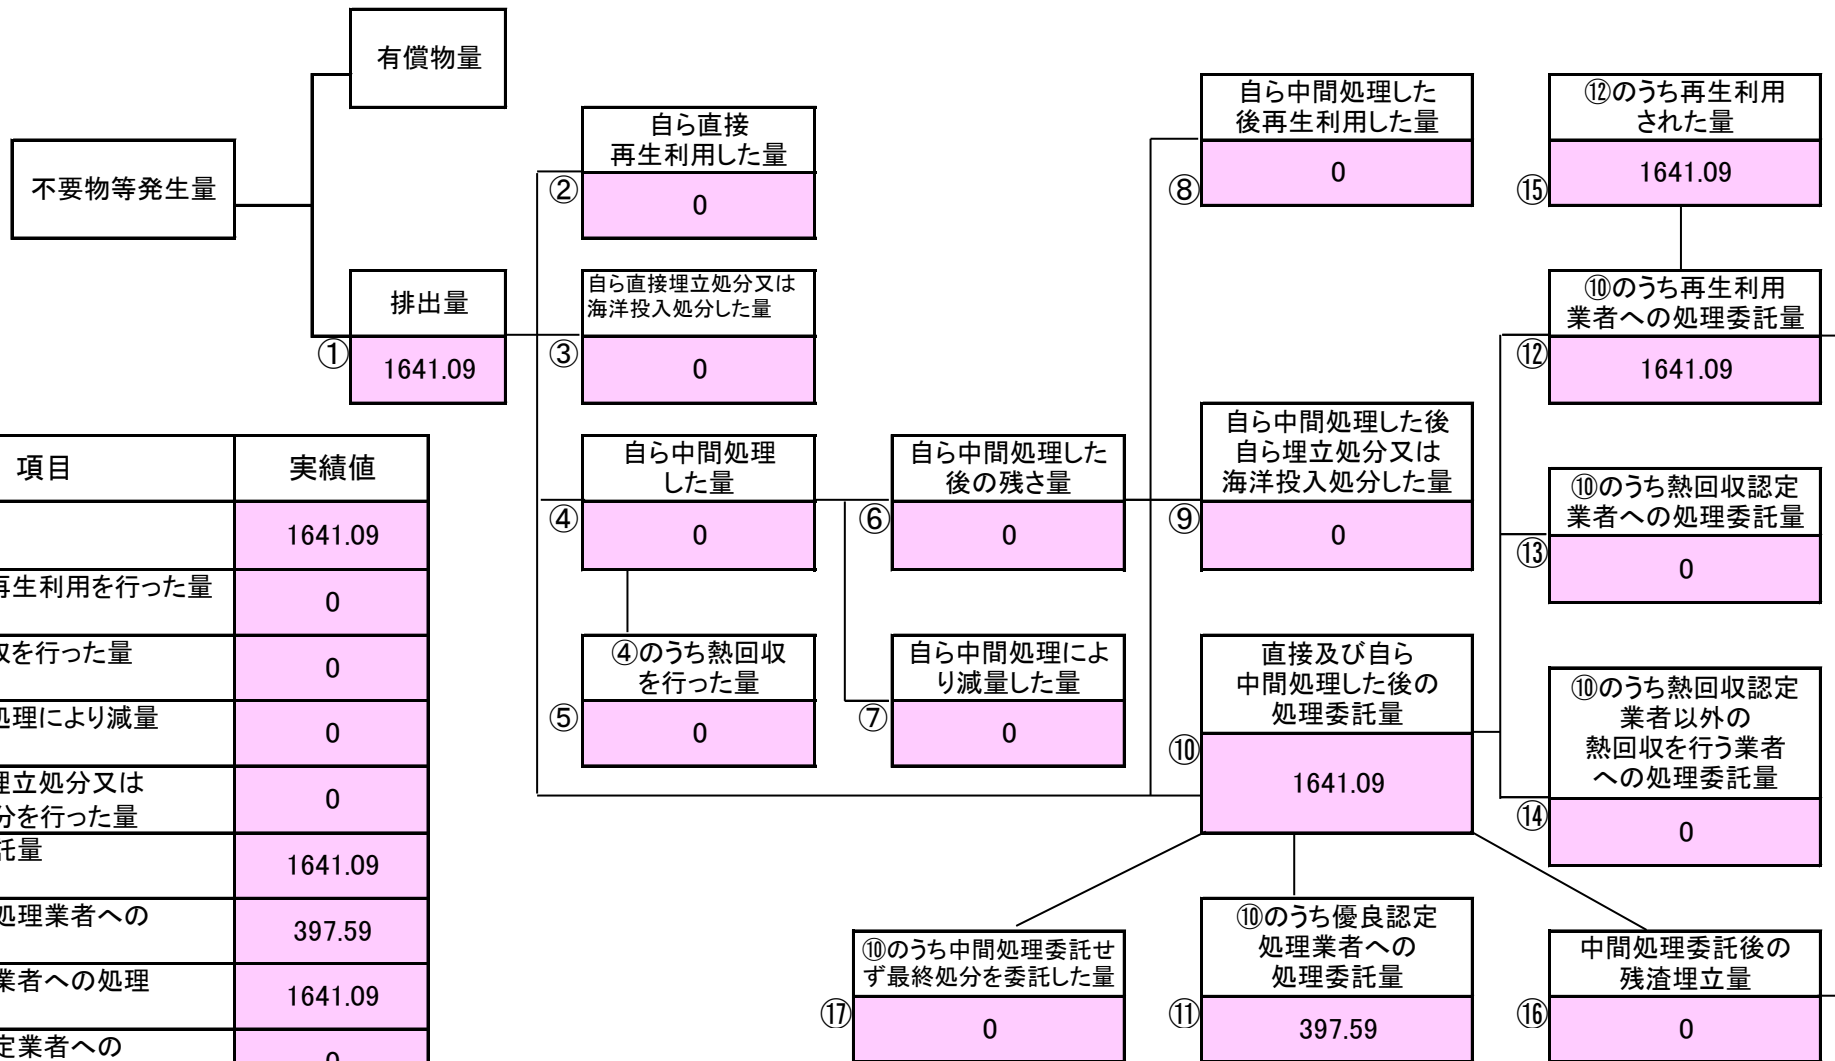 有償物量
不要物等発生量
排出量
①
1641.09
自ら直接
再生利用した量
②
0
自ら直接埋立処分又は
海洋投入処分した量
③
0
自ら中間処理
した量
④
0
④のうち熱回収
を行った量
⑤
0
自ら中間処理した
後の残さ量
⑥
0
自ら中間処理によ
り減量した量
⑦
0
自ら中間処理した
後再生利用した量
⑧
0
自ら中間処理した後
自ら埋立処分又は
海洋投入処分した量
⑨
0
直接及び自ら
中間処理した後の
処理委託量
⑩
1641.09
⑩のうち優良認定
処理業者への
処理委託量
⑪
397.59
⑫のうち再生利用
された量
⑮
1641.09
⑩のうち再生利用
業者への処理委託量
⑫
1641.09
⑩のうち熱回収認定
業者への処理委託量
⑬
0
⑩のうち熱回収認定
業者以外の
熱回収を行う業者
への処理委託量
⑭
0
中間処理委託後の
残渣埋立量
⑯
0
⑩のうち中間処理委託せ
ず最終処分を委託した量
⑰
0
項目 実績値
1641.09
再生利用を行った量 0
を行った量 0
処理により減量 0
埋立処分又は
分を行った量 0
託量 1641.09
処理業者への 397.59
業者への処理 1641.09
定業者への 0